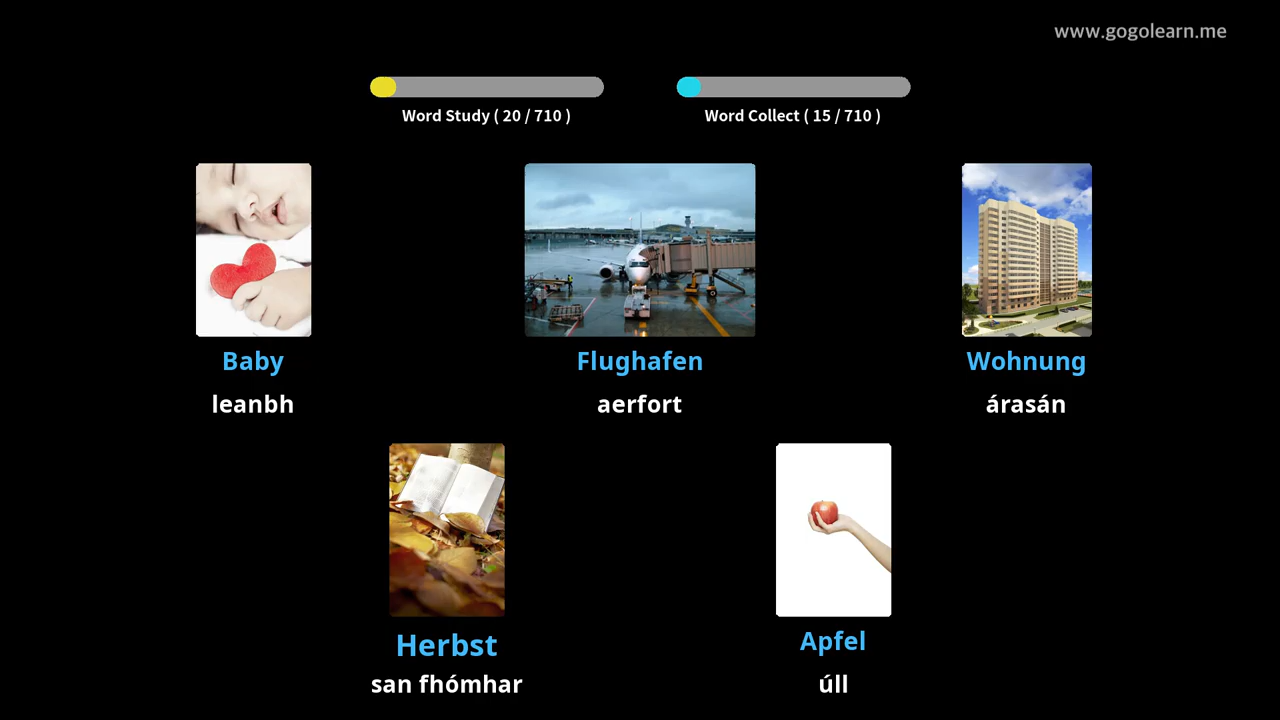 www.gogolearn.me
Word Study ( 20 / 710 )
Word Collect ( 15 / 710 )
Baby
leanbh
Flughafen
aerfort
Wohnung
árasán
Herbst
san fhómhar
Apfel
úll